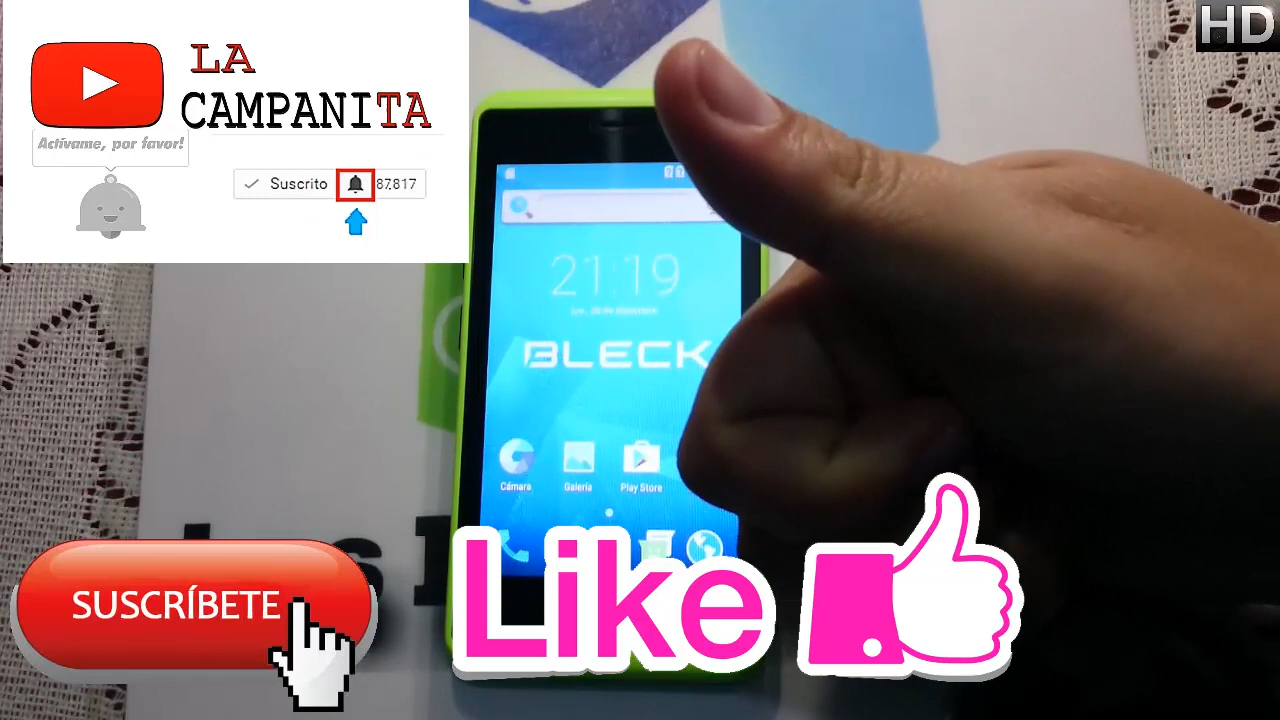 HD
LA
CAMPANITA
Actívame, por favor!
Suscrito 87,817
21:19
BLECK
Cámara Galería Play Store
SUSCRÍBETE
Like